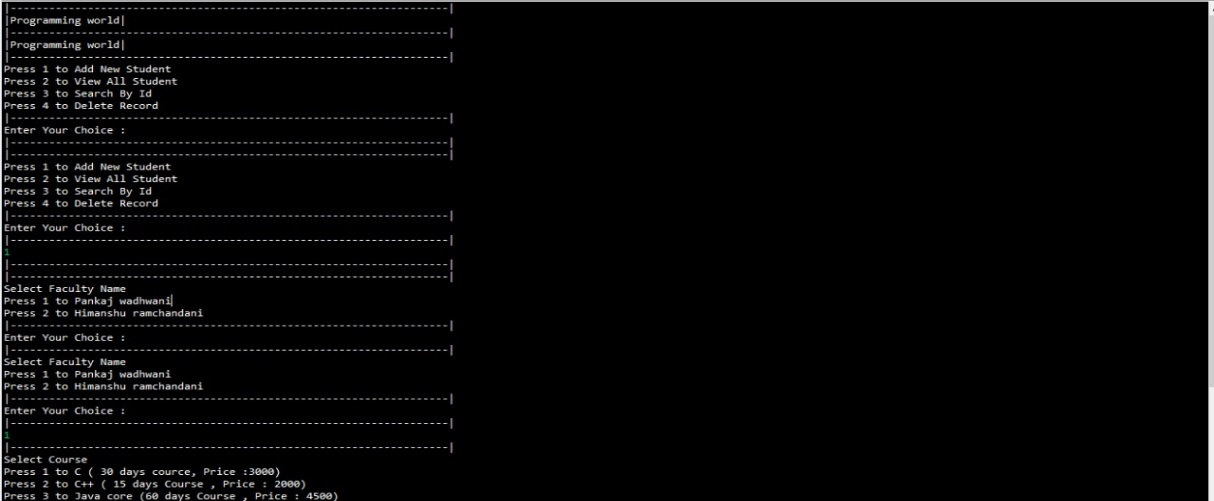 |----------------------------------------------------------------------|
|Programming world|
|----------------------------------------------------------------------|
|Programming world|
|----------------------------------------------------------------------|
Press 1 to Add New Student
Press 2 to View All Student
Press 3 to Search By Id
Press 4 to Delete Record
|----------------------------------------------------------------------|
Enter Your Choice :
|----------------------------------------------------------------------|
|----------------------------------------------------------------------|
Press 1 to Add New Student
Press 2 to View All Student
Press 3 to Search By Id
Press 4 to Delete Record
|----------------------------------------------------------------------|
Enter Your Choice :
|----------------------------------------------------------------------|
1
|----------------------------------------------------------------------|
|----------------------------------------------------------------------|
Select Faculty Name
Press 1 to Pankaj wadhwani
Press 2 to Himanshu ramchandani
|----------------------------------------------------------------------|
Enter Your Choice :
|----------------------------------------------------------------------|
Select Faculty Name
Press 1 to Pankaj wadhwani
Press 2 to Himanshu ramchandani
|----------------------------------------------------------------------|
Enter Your Choice :
|----------------------------------------------------------------------|
1
|----------------------------------------------------------------------|
Select Course
Press 1 to C ( 30 days cource, Price :3000)
Press 2 to C++ ( 15 days Course , Price : 2000)
Press 3 to Java core (60 days Course , Price : 4500)